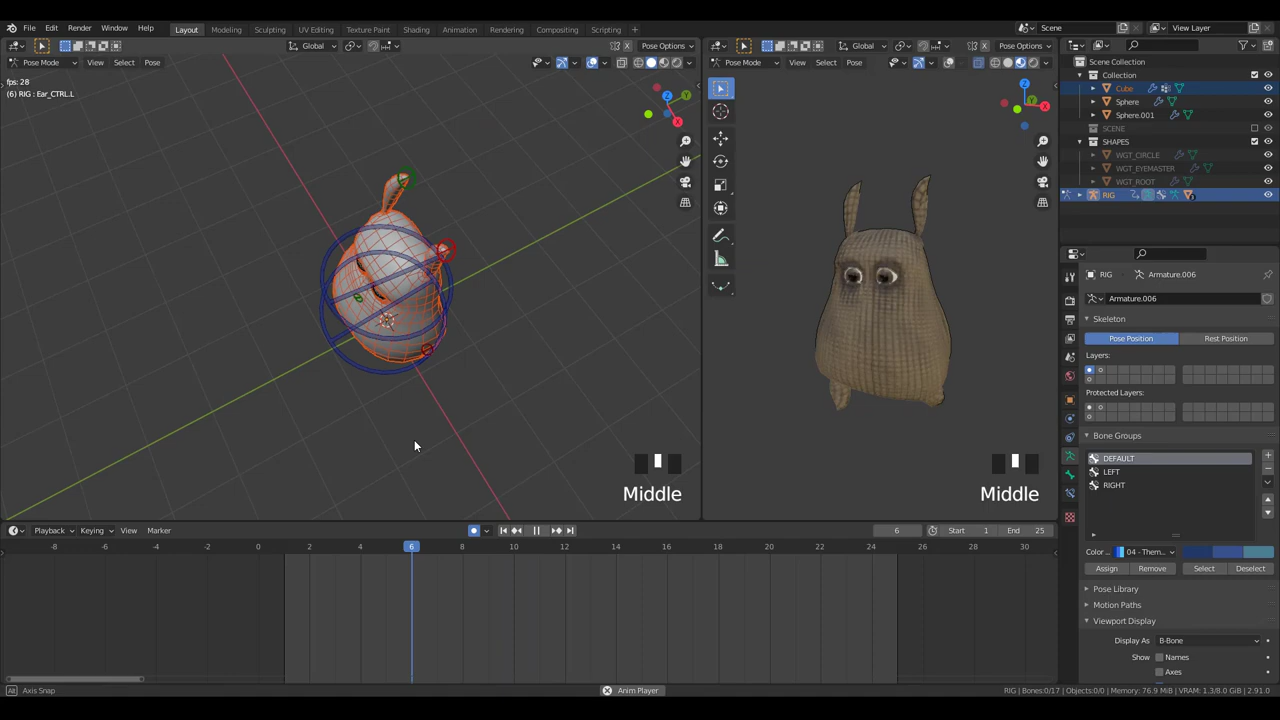 File Edit Render Window Help Layout Modeling Sculpting UV Editing Texture Paint Shading Animation Rendering Compositing Scripting + Scene View Layer
Global Pose Options Global Pose Options
Pose Mode View Select Pose Pose Mode View Select Pose
fps: 28
(6) RIG : Ear_CTRL.L
Z
Y
X
Z
Y
X
Middle
Middle
Scene Collection
Collection
Cube
Sphere
Sphere.001
SCENE
SHAPES
WGT_CIRCLE
WGT_EYEMASTER
WGT_ROOT
RIG
RIG Armature.006
Armature.006
Skeleton
Pose Position Rest Position
Layers:
Protected Layers:
Bone Groups
DEFAULT
LEFT
RIGHT
Color ... 04 - Them...
Assign Remove Select Deselect
Pose Library
Motion Paths
Viewport Display
Display As B-Bone
Show Names
Axes
Playback Keying View Marker 6 Start 1 End 25
-8 -6 -4 -2 0 2 4 6 8 10 12 14 16 18 20 22 24 26 28 30
Alt Axis Snap Anim Player RIG | Bones:0/17 | Objects:0/0 | Memory: 76.9 MiB | VRAM: 1.3/8.0 GiB | 2.91.0